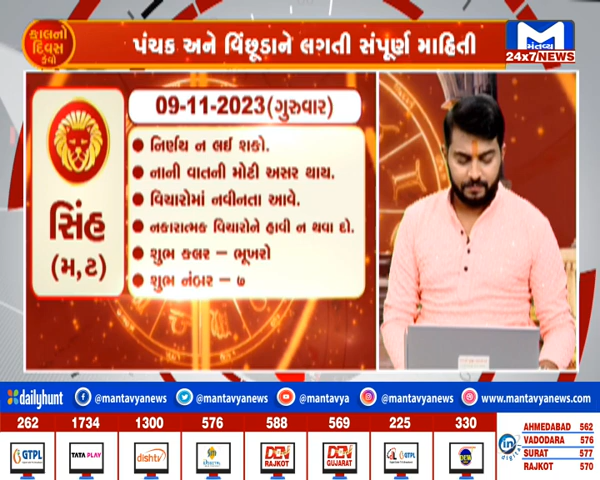 કાલનો
દિવસ
કેવો
પંચક અને વિંછૂડાને લગતી સંપૂર્ણ માહિતી
મંતવ્ય
24x7NEWS
09-11-2023(ગુરુવાર)
નિર્ણય ન લઈ શકો.
નાની વાતની મોટી અસર થાય.
વિચારોમાં નવીનતા આવે.
નકારાત્મક વિચારોને હાવી ન થવા દો.
શુભ કલર – ભૂખરો
શુભ નંબર – ૭
સિંહ
(મ,ટ)
dailyhunt @mantavyanews @mantavyanews @mantavyanews @mantavyanews www.mantavyanews.com
262 1734 1300 576 588 569 225 330
GTPL TATA PLAY dishtv DEN RAJKOT DEN GUJARAT GTPL
in digital
AHMEDABAD 562
VADODARA 576
SURAT 577
RAJKOT 570